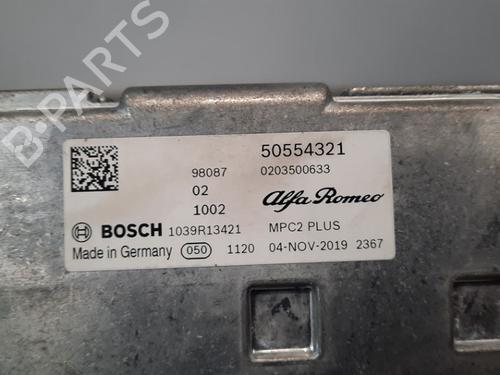 50554321
98087 0203500633
02
1002 Alfa Romeo
BOSCH 1039R13421 MPC2 PLUS
Made in Germany 050 1120 04-NOV-2019 2367
B-PARTS